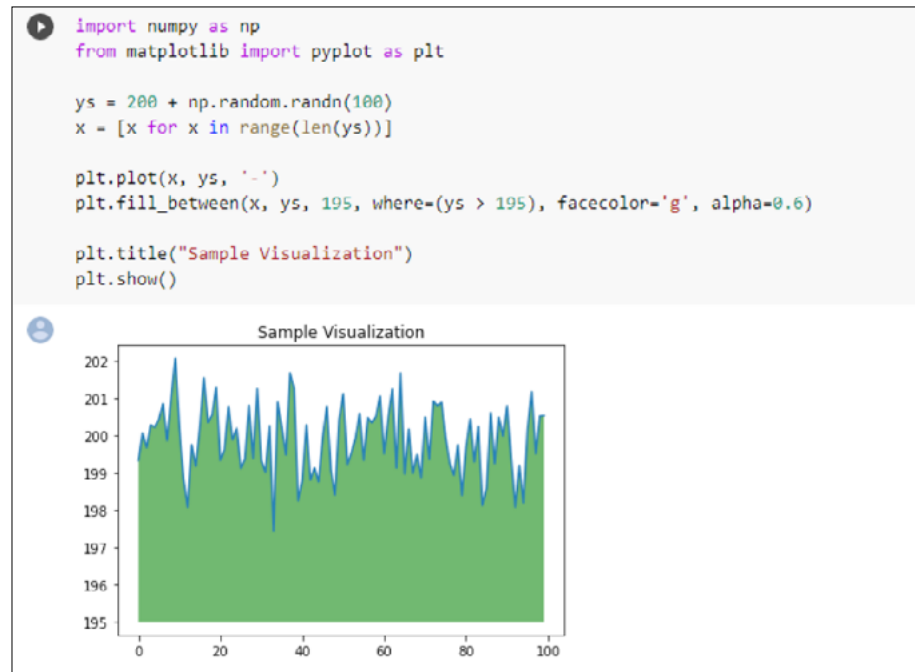 import numpy as np
from matplotlib import pyplot as plt
ys = 200 + np.random.randn(100)
x = [x for x in range(len(ys))]
plt.plot(x, ys, '-')
plt.fill_between(x, ys, 195, where=(ys > 195), facecolor='g', alpha=0.6)
plt.title("Sample Visualization")
plt.show()
Sample Visualization
202
201
200
199
198
197
196
195
0 20 40 60 80 100